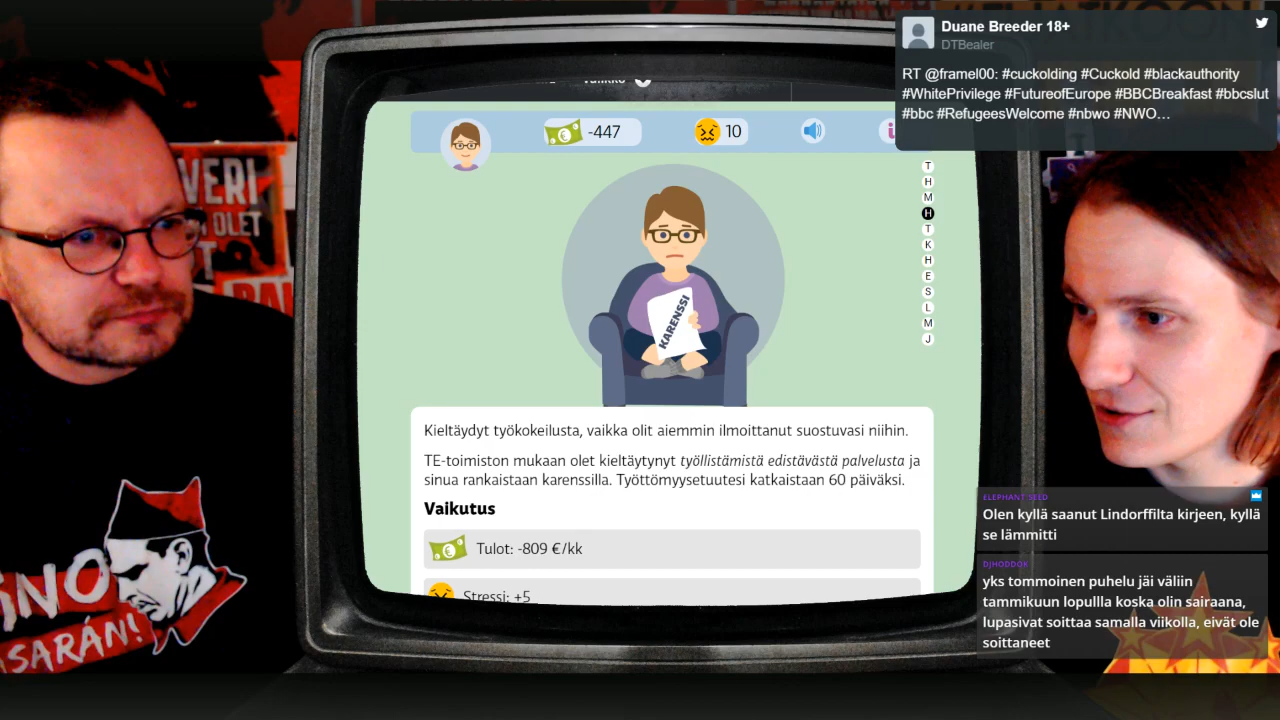 Duane Breeder 18+
DTBealer
RT @framel00: #cuckolding #Cuckold #blackauthority
#WhitePrivilege #FutureofEurope #BBCBreakfast #bbcslut
#bbc #RefugeesWelcome #nbwo #NWO…
-447
10
T
H
M
H
T
K
H
E
S
L
M
J
VERI
OLET
KARENSSI
Kieltäydyt työkokeilusta, vaikka olit aiemmin ilmoittanut suostuvasi niihin.
TE-toimiston mukaan olet kieltäytynyt työllistämistä edistävästä palvelusta ja
sinua rankaistaan karenssilla. Työttömyysetuutesi katkaistaan 60 päiväksi.
Vaikutus
Tulot: -809 €/kk
Stressi: +5
ELEPHANT SEED
Olen kyllä saanut Lindorffilta kirjeen, kyllä
se lämmitti
DJHODDOK
yks tommoinen puhelu jäi väliin
tammikuun lopullla koska olin sairaana,
lupasivat soittaa samalla viikolla, eivät ole
soittaneet
SARÁN!